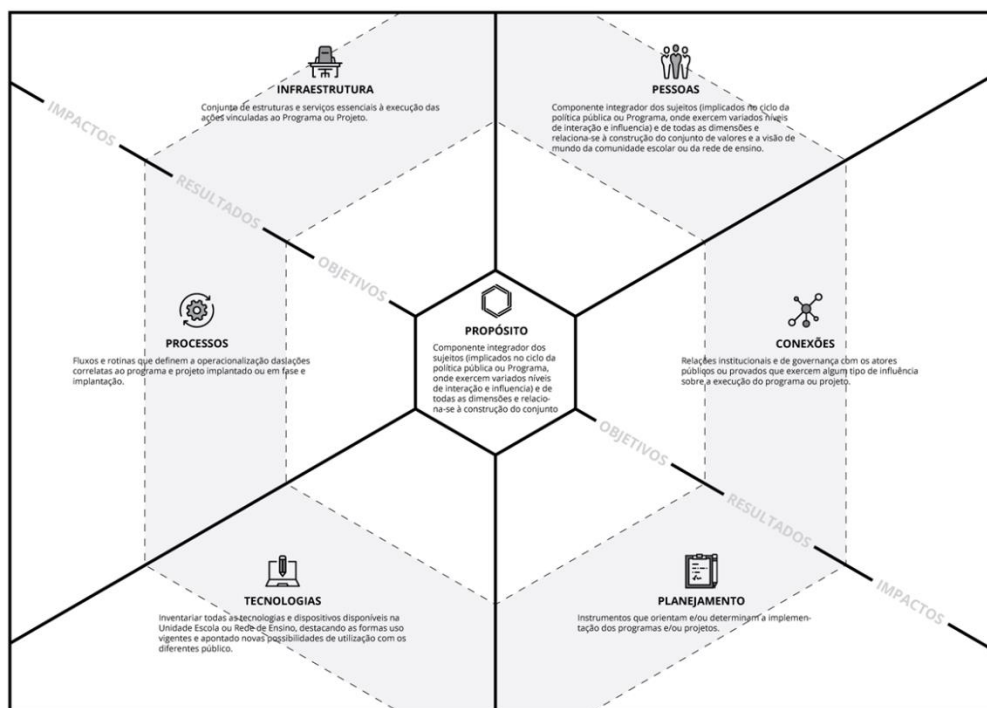 INFRAESTRUTURA
Conjunto de estruturas e serviços essenciais à execução das
ações vinculadas ao Programa ou Projeto.
PESSOAS
Componente integrador dos sujeitos (implicados no ciclo da
política pública ou Programa, onde exercem variados níveis
de interação e influencia) e de todas as dimensões e
relaciona-se à construção do conjunto de valores e a visão de
mundo da comunidade escolar ou da rede de ensino.
IMPACTOS
RESULTADOS
OBJETIVOS
PROCESSOS
Fluxos e rotinas que definem a operacionalização daslações
correlatas ao programa e projeto implantado ou em fase e
implantação.
PROPÓSITO
Componente integrador dos
sujeitos (implicados no ciclo da
política pública ou Programa,
onde exercem variados níveis
de interação e influencia) e de
todas as dimensões e relacio-
na-se à construção do conjunto
CONEXÕES
Relações institucionais e de governança com os atores
públicos ou provados que exercem algum tipo de influência
sobre a execução do programa ou projeto.
OBJETIVOS
RESULTADOS
IMPACTOS
TECNOLOGIAS
Inventariar todas as tecnologias e dispositivos disponíveis na
Unidade Escola ou Rede de Ensino, destacando as formas uso
vigentes e apontado novas possibilidades de utilização com os
diferentes público.
PLANEJAMENTO
Instrumentos que orientam e/ou determinam a implemen-
tação dos programas e/ou projetos.